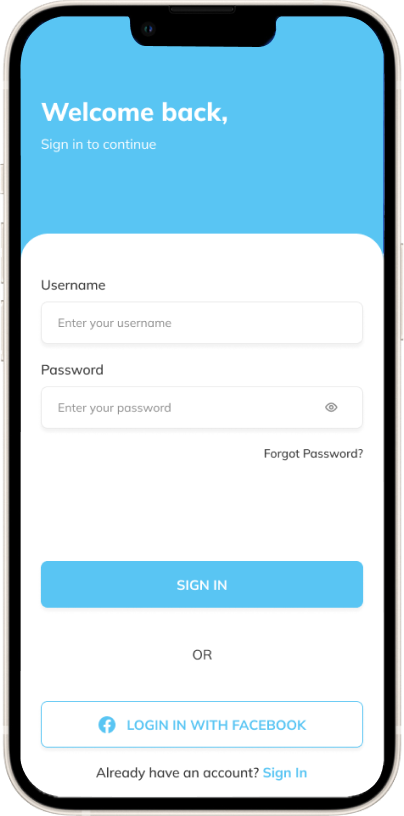 Welcome back,
Sign in to continue
Username
Enter your username
Password
Enter your password
Forgot Password?
SIGN IN
OR
LOGIN IN WITH FACEBOOK
Already have an account? Sign In